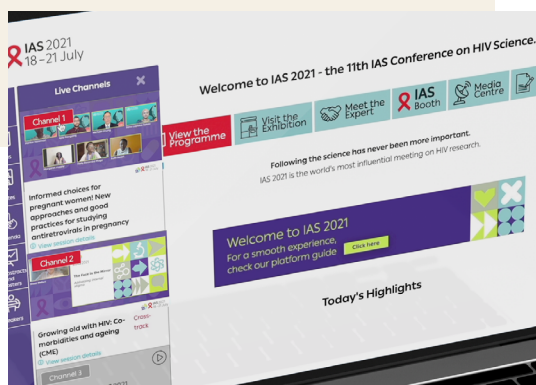 IAS 2021
18 – 21 July
Live Channels
Channel 1
Informed choices for
pregnant women! New
approaches and good
practices for studying
antiretrovirals in pregnancy
View session details
Channel 2
Growing old with HIV: Co-
morbidities and ageing
(CME)
Cross-
track
View session details
Channel 3
Welcome to IAS 2021 - the 11th IAS Conference on HIV Science.
View the
Programme
Visit the
Exhibition
Meet the
Expert
IAS
Booth
Media
Centre
Following the science has never been more important.
IAS 2021 is the world's most influential meeting on HIV research.
Welcome to IAS 2021
For a smooth experience,
check our platform guide
Click here
Today's Highlights